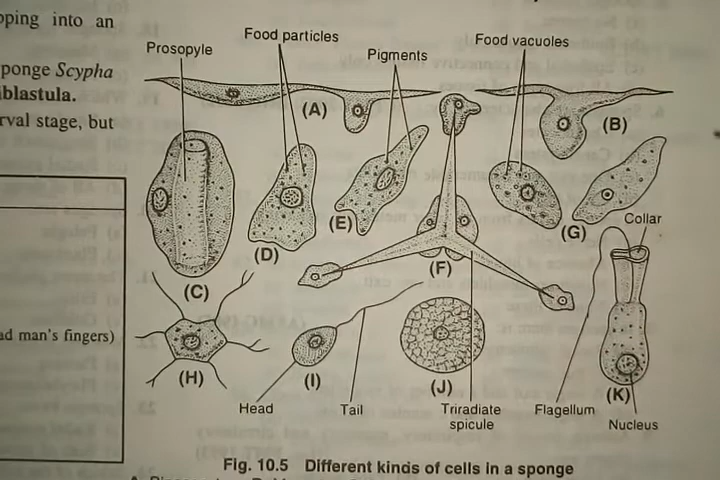 pping into an
ponge Scypha
iblastula.
rval stage, but
ad man's fingers)
Prosopyle
Food particles
Pigments
Food vacuoles
(A)
(B)
(C)
(D)
(E)
(F)
(G)
Collar
(H)
(I)
(J)
(K)
Head
Tail
Triradiate
spicule
Flagellum
Nucleus
Fig. 10.5 Different kinds of cells in a sponge